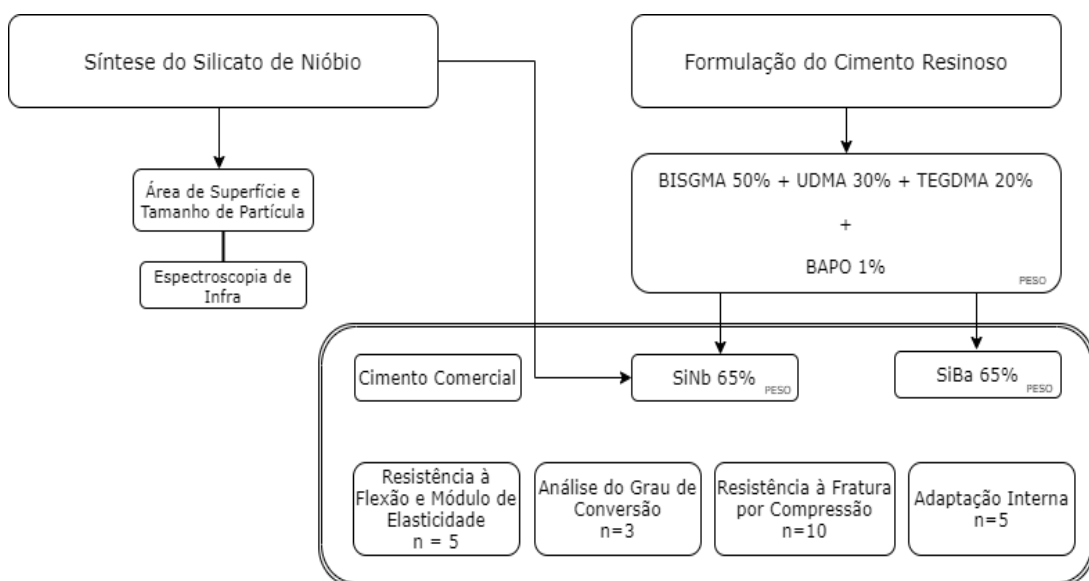 Síntese do Silicato de Nióbio
Formulação do Cimento Resinoso
Área de Superfície e
Tamanho de Partícula
Espectroscopia de
Infra
BISGMA 50% + UDMA 30% + TEGDMA 20%
+
BAPO 1%
PESO
Cimento Comercial
SiNb 65%
PESO
SiBa 65%
PESO
Resistência à
Flexão e Módulo de
Elasticidade
n = 5
Análise do Grau de
Conversão
n=3
Resistência à Fratura
por Compressão
n=10
Adaptação Interna
n=5